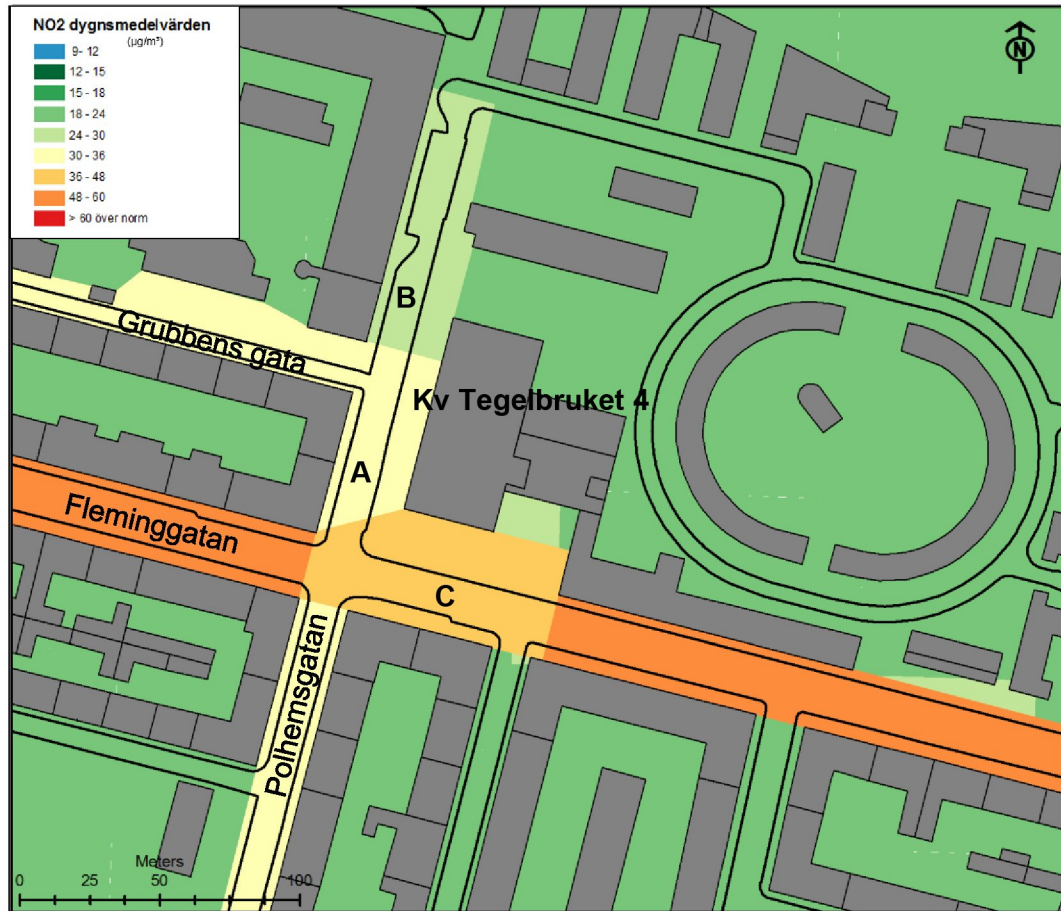 NO2 dygnsmedelvärden
(µg/m³)
9- 12
12 - 15
15 - 18
18 - 24
24 - 30
30 - 36
36 - 48
48 - 60
> 60 över norm
N
B
Grubbens gata
Kv Tegelbruket 4
A
Fleminggatan
C
Polhemsgatan
Meters
0 25 50 100